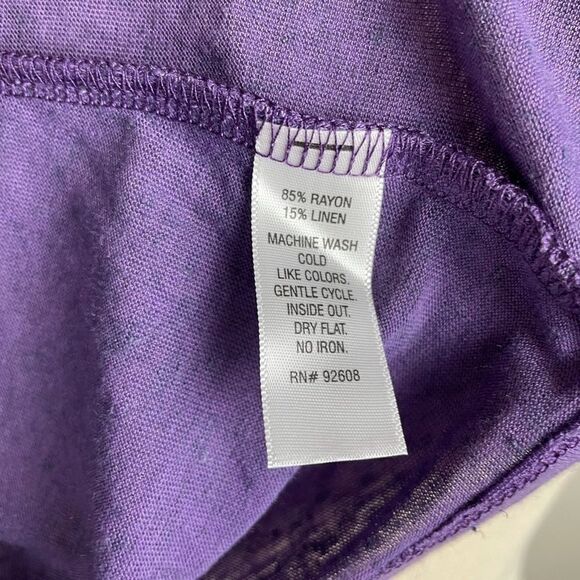 85% RAYON
15% LINEN
MACHINE WASH
COLD
LIKE COLORS.
GENTLE CYCLE.
INSIDE OUT.
DRY FLAT.
NO IRON.
RN# 92608